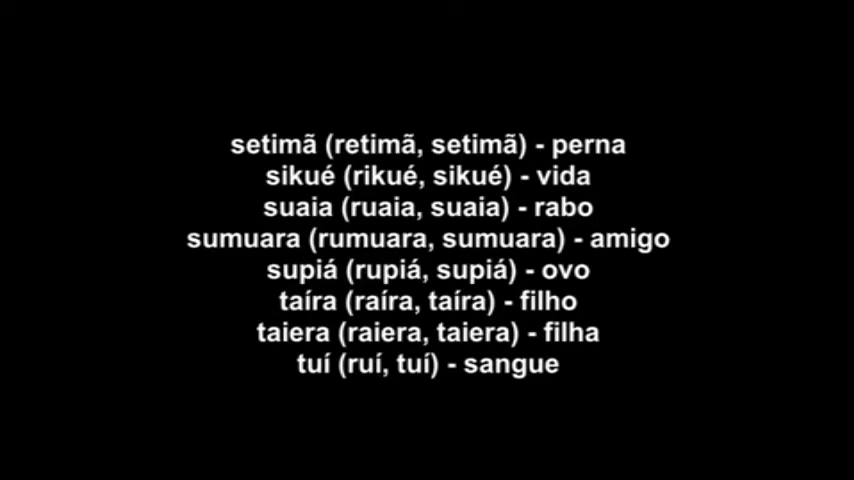 setimã (retimã, setimã) - perna
sikué (rikué, sikué) - vida
suaia (ruaia, suaia) - rabo
sumuara (rumuara, sumuara) - amigo
supiá (rupiá, supiá) - ovo
taíra (raíra, taíra) - filho
taiera (raiera, taiera) - filha
tuí (ruí, tuí) - sangue